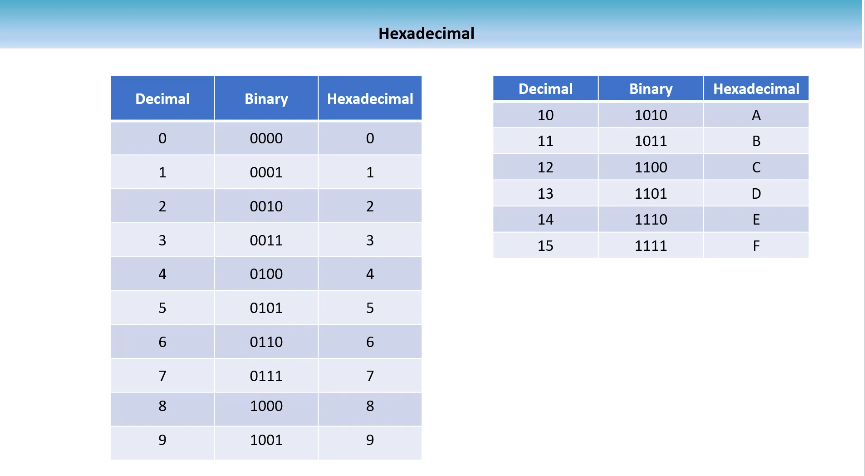 Hexadecimal
Decimal Binary Hexadecimal
0 0000 0
1 0001 1
2 0010 2
3 0011 3
4 0100 4
5 0101 5
6 0110 6
7 0111 7
8 1000 8
9 1001 9
Decimal Binary Hexadecimal
10 1010 A
11 1011 B
12 1100 C
13 1101 D
14 1110 E
15 1111 F